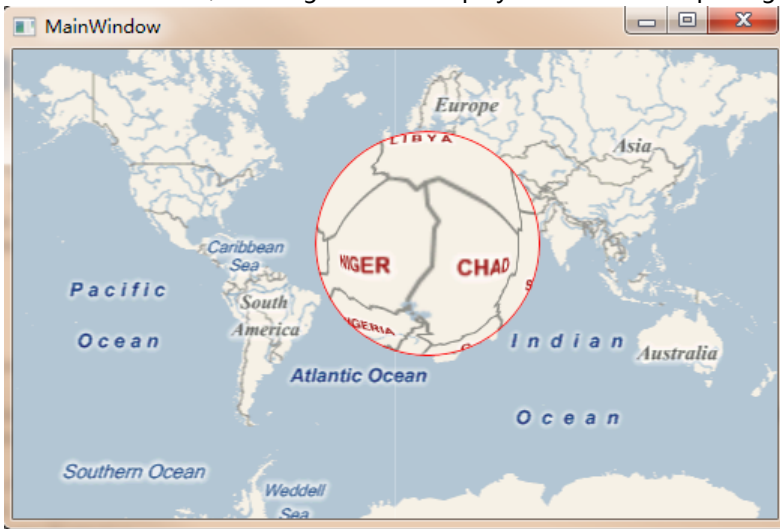 MainWindow
Europe
Asia
LIBYA
NIGER
CHAD
Caribbean
Sea
Pacific
Ocean
South
America
Indian
Ocean
Australia
Atlantic Ocean
Southern Ocean
Weddell
Sea